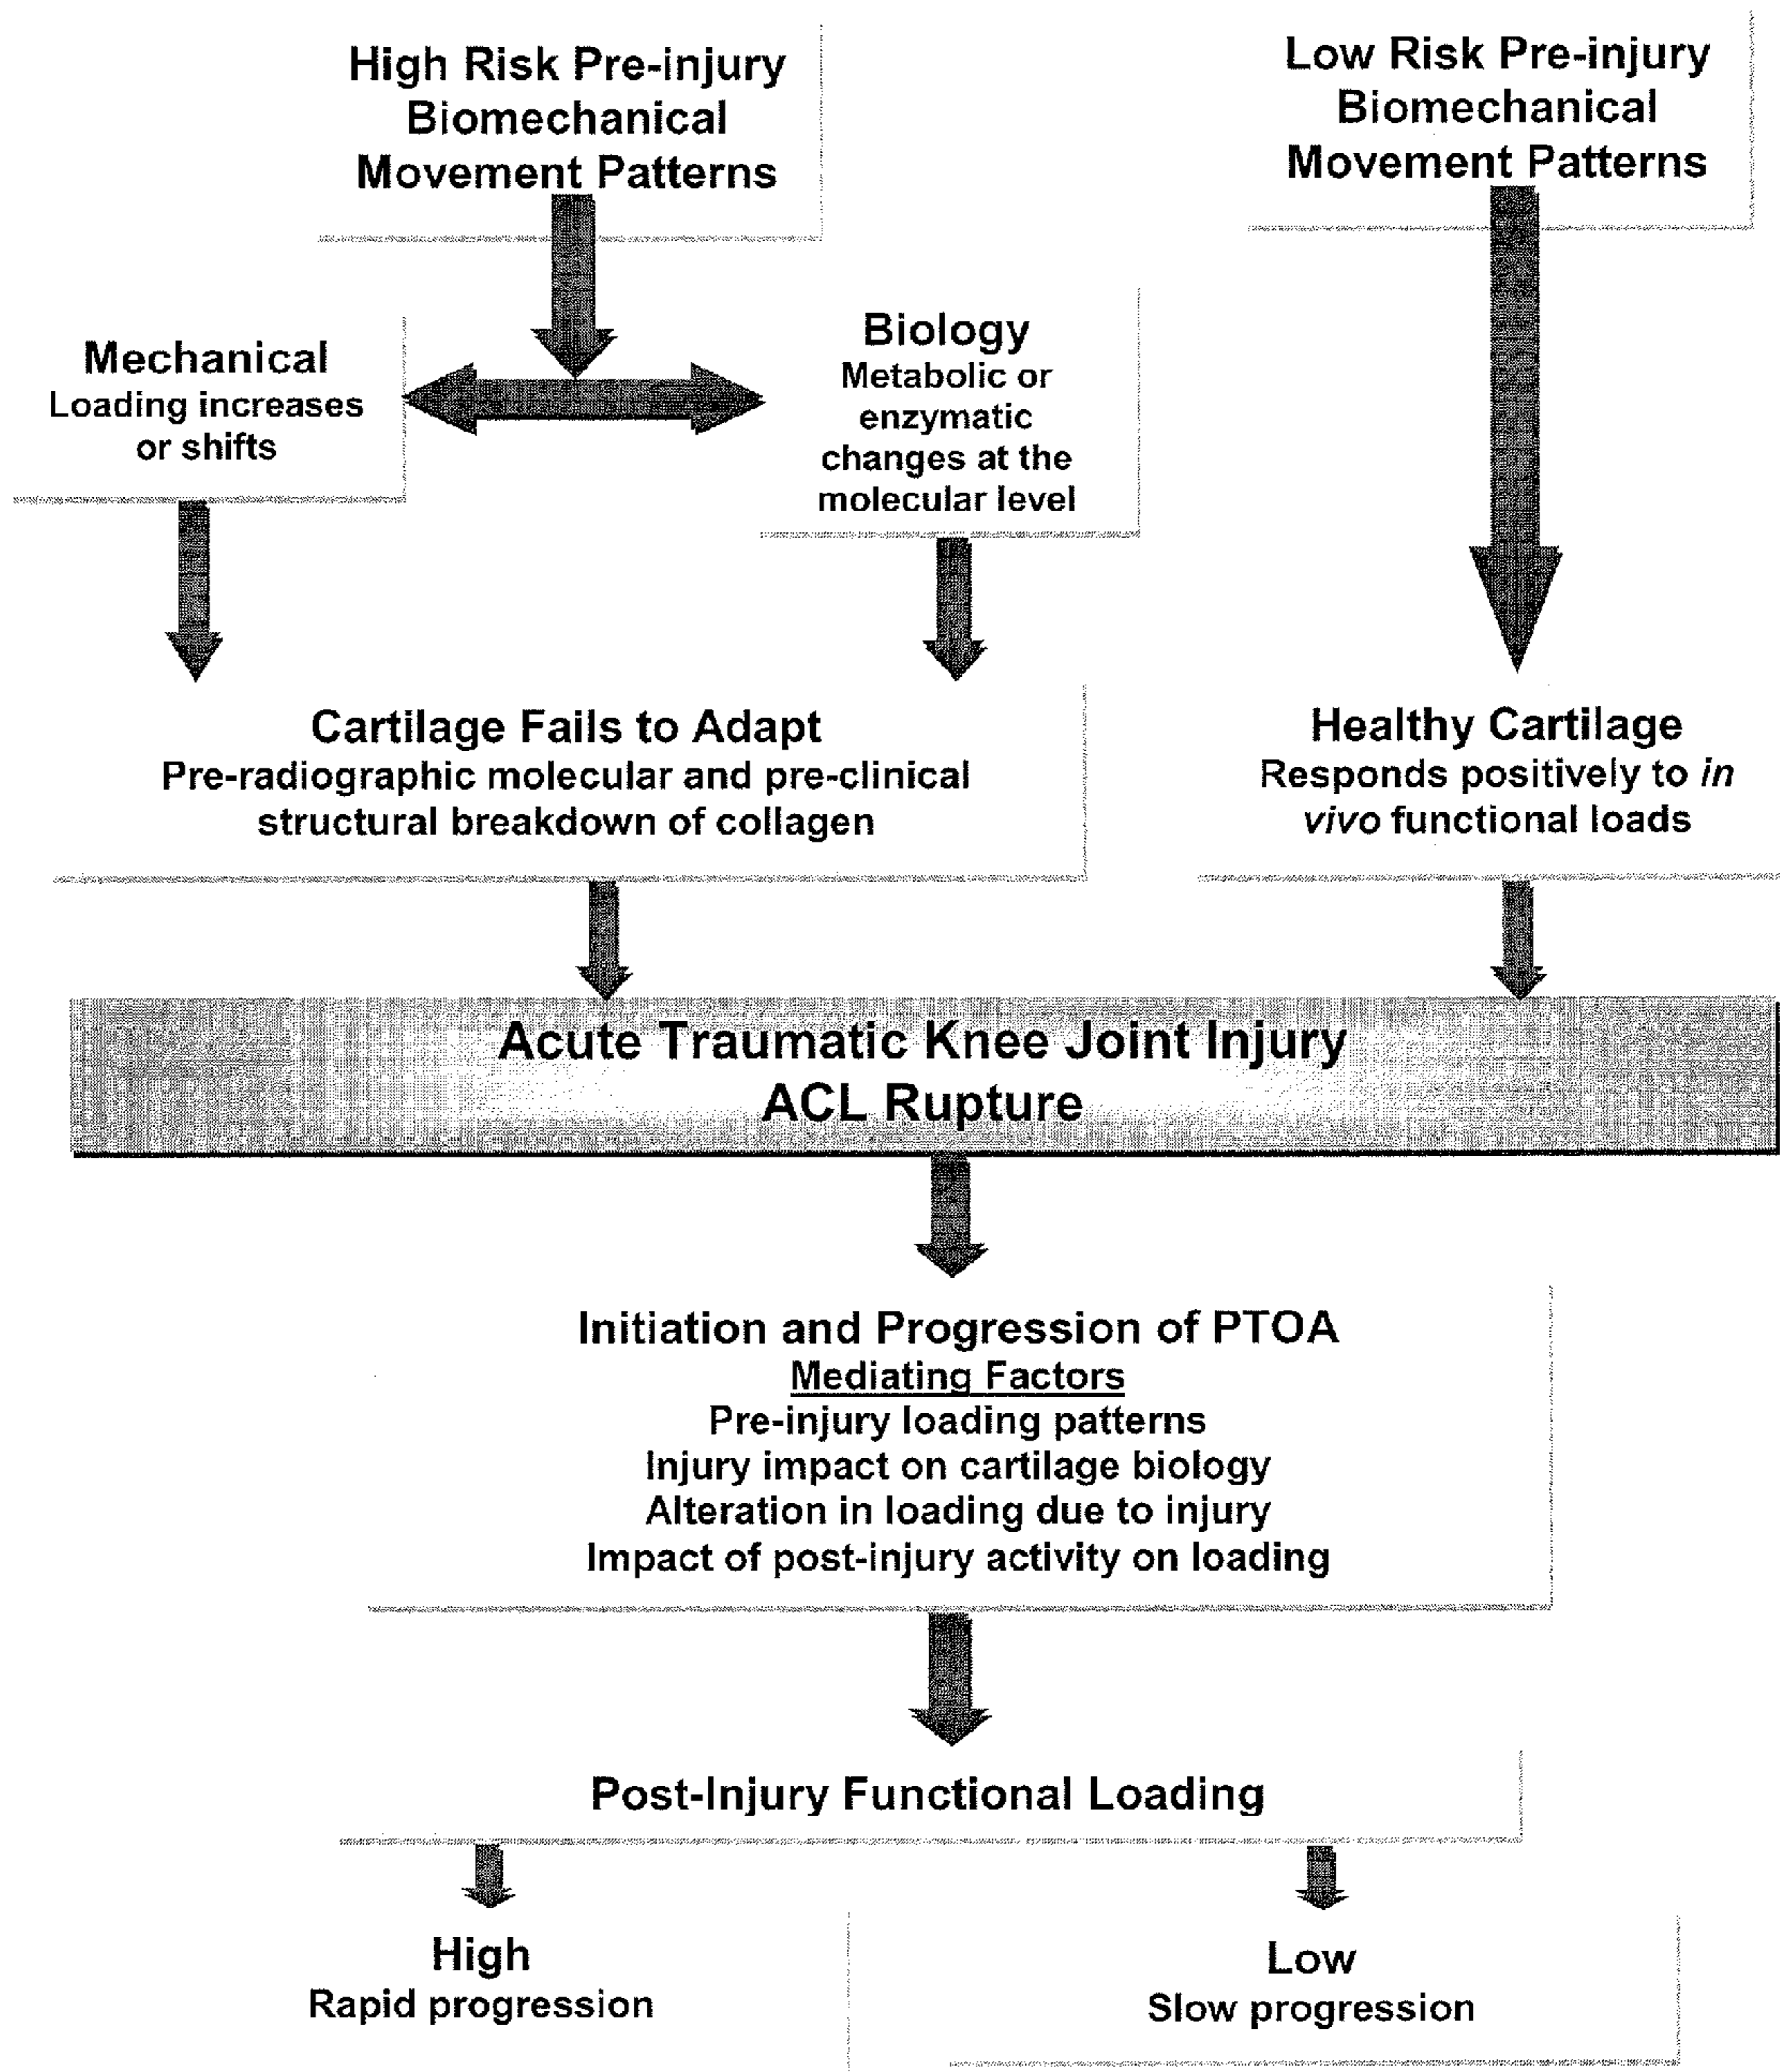 High Risk Pre-injury
Biomechanical
Movement Patterns
Low Risk Pre-injury
Biomechanical
Movement Patterns
Mechanical
Loading increases
or shifts
Biology
Metabolic or
enzymatic
changes at the
molecular level
Cartilage Fails to Adapt
Pre-radiographic molecular and pre-clinical
structural breakdown of collagen
Healthy Cartilage
Responds positively to in
vivo functional loads
Acute Traumatic Knee Joint Injury
ACL Rupture
Initiation and Progression of PTOA
Mediating Factors
Pre-injury loading patterns
Injury impact on cartilage biology
Alteration in loading due to injury
Impact of post-injury activity on loading
Post-Injury Functional Loading
High
Rapid progression
Low
Slow progression